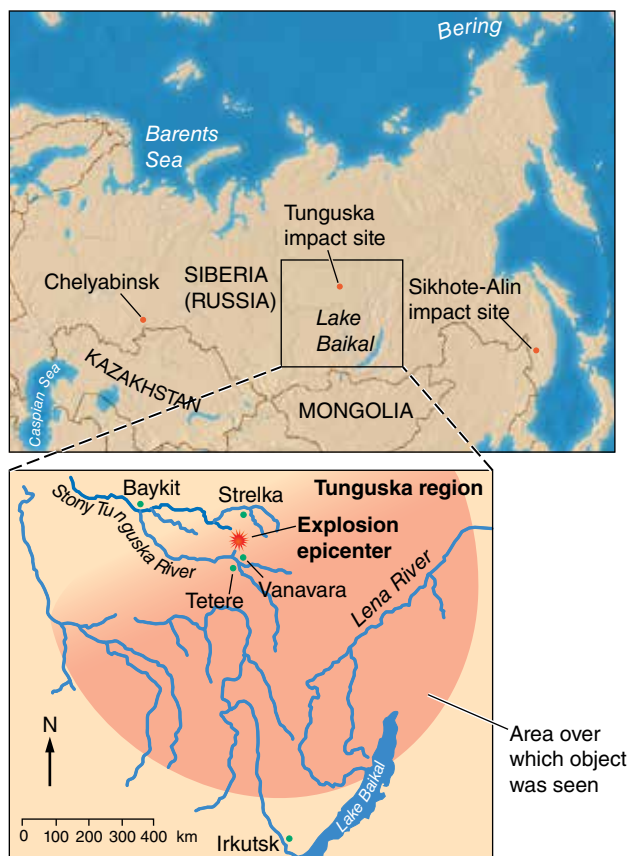 Bering
Barents
Sea
Tunguska
impact site
Chelyabinsk
SIBERIA
(RUSSIA)
Sikhote-Alin
impact site
Lake
Baikal
KAZAKHSTAN
Caspian Sea
MONGOLIA
Tunguska region
Baykit
Strelka
Stony Tunguska River
Explosion
epicenter
Vanavara
Tetere
Lena River
Area over
which object
was seen
N
Lake Baikal
0 100 200 300 400 km
Irkutsk